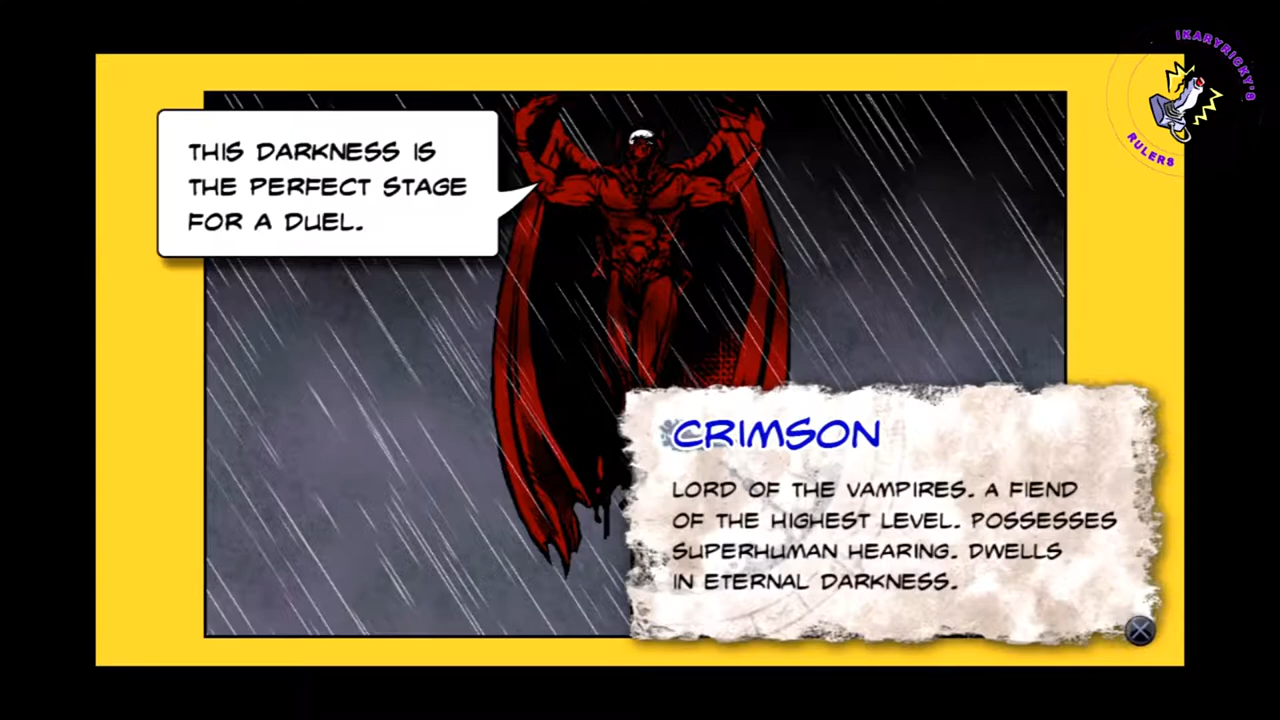 IKARYRICKY'S
RULERS
THIS DARKNESS IS
THE PERFECT STAGE
FOR A DUEL.
CRIMSON
LORD OF THE VAMPIRES. A FIEND
OF THE HIGHEST LEVEL. POSSESSES
SUPERHUMAN HEARING. DWELLS
IN ETERNAL DARKNESS.